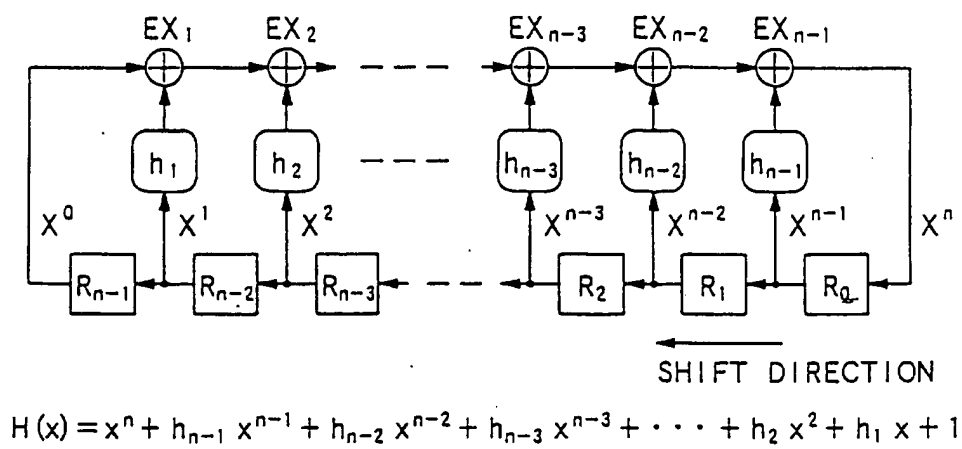 EX₁ EX₂ EXₙ₋₃ EXₙ₋₂ EXₙ₋₁
h₁ h₂ hₙ₋₃ hₙ₋₂ hₙ₋₁
X⁰ X¹ X² Xⁿ⁻³ Xⁿ⁻² Xⁿ⁻¹ Xⁿ
Rₙ₋₁ Rₙ₋₂ Rₙ₋₃ R₂ R₁ R₀
SHIFT DIRECTION
H(x) = xⁿ + hₙ₋₁ xⁿ⁻¹ + hₙ₋₂ xⁿ⁻² + hₙ₋₃ xⁿ⁻³ + · · · + h₂ x² + h₁ x + 1